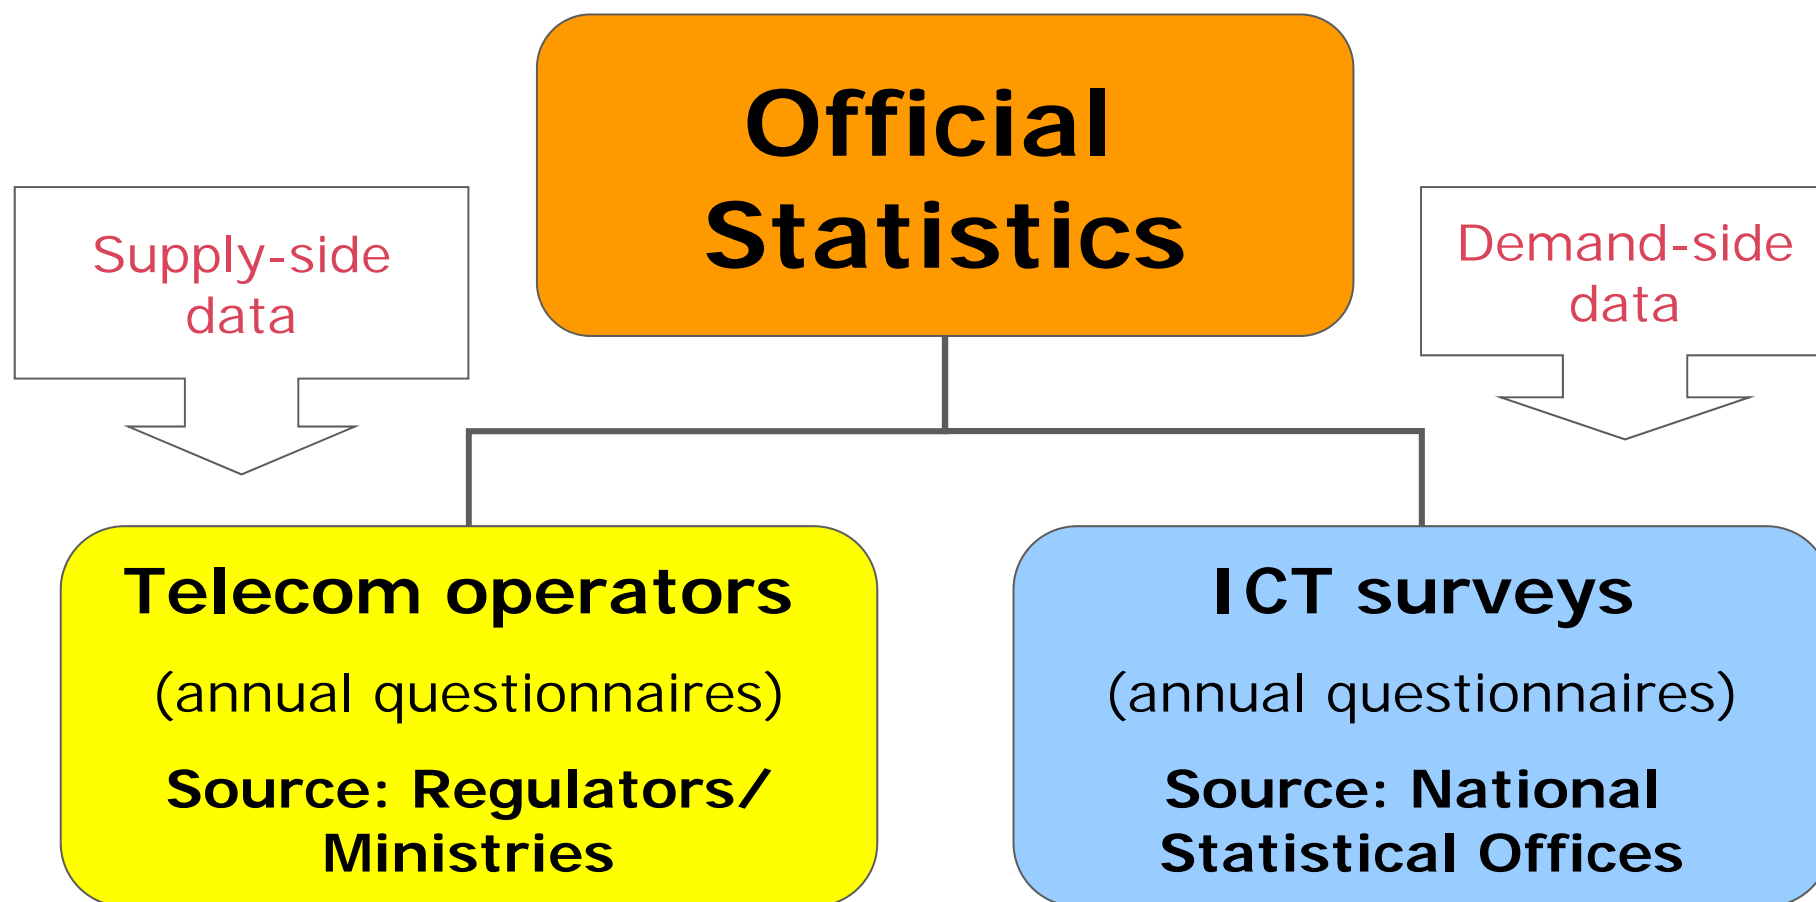 Official
Statistics
Supply-side
data
Demand-side
data
Telecom operators
(annual questionnaires)
Source: Regulators/
Ministries
ICT surveys
(annual questionnaires)
Source: National
Statistical Offices